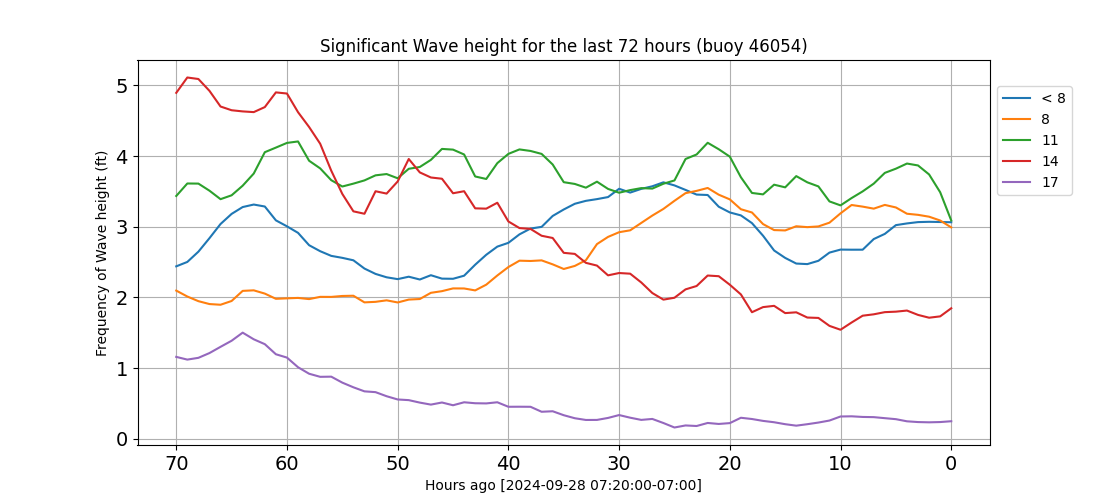 Significant Wave height for the last 72 hours (buoy 46054)
Frequency of Wave height (ft)
5
4
3
2
1
0
70 60 50 40 30 20 10 0
Hours ago [2024-09-28 07:20:00-07:00]
< 8
8
11
14
17